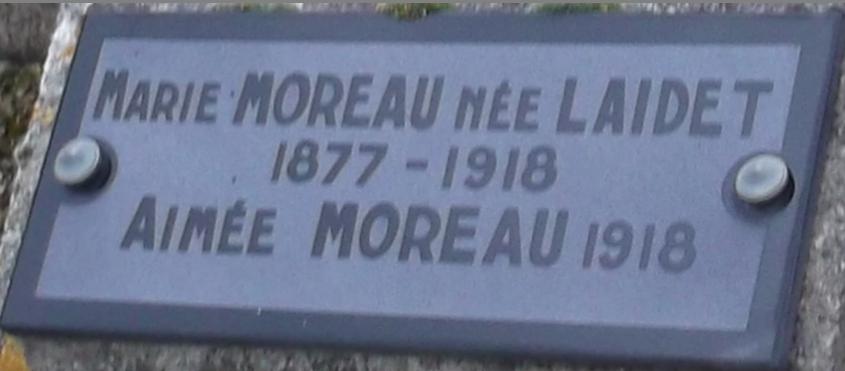 MARIE MOREAU NÉE LAIDET
1877 - 1918
AIMÉE MOREAU 1918